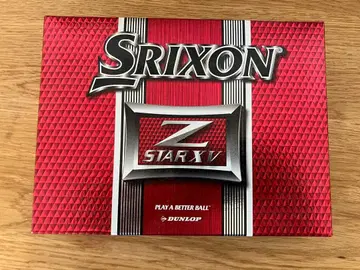 SRIXON
Z
STAR XV
PLAY A BETTER BALL
DUNLOP